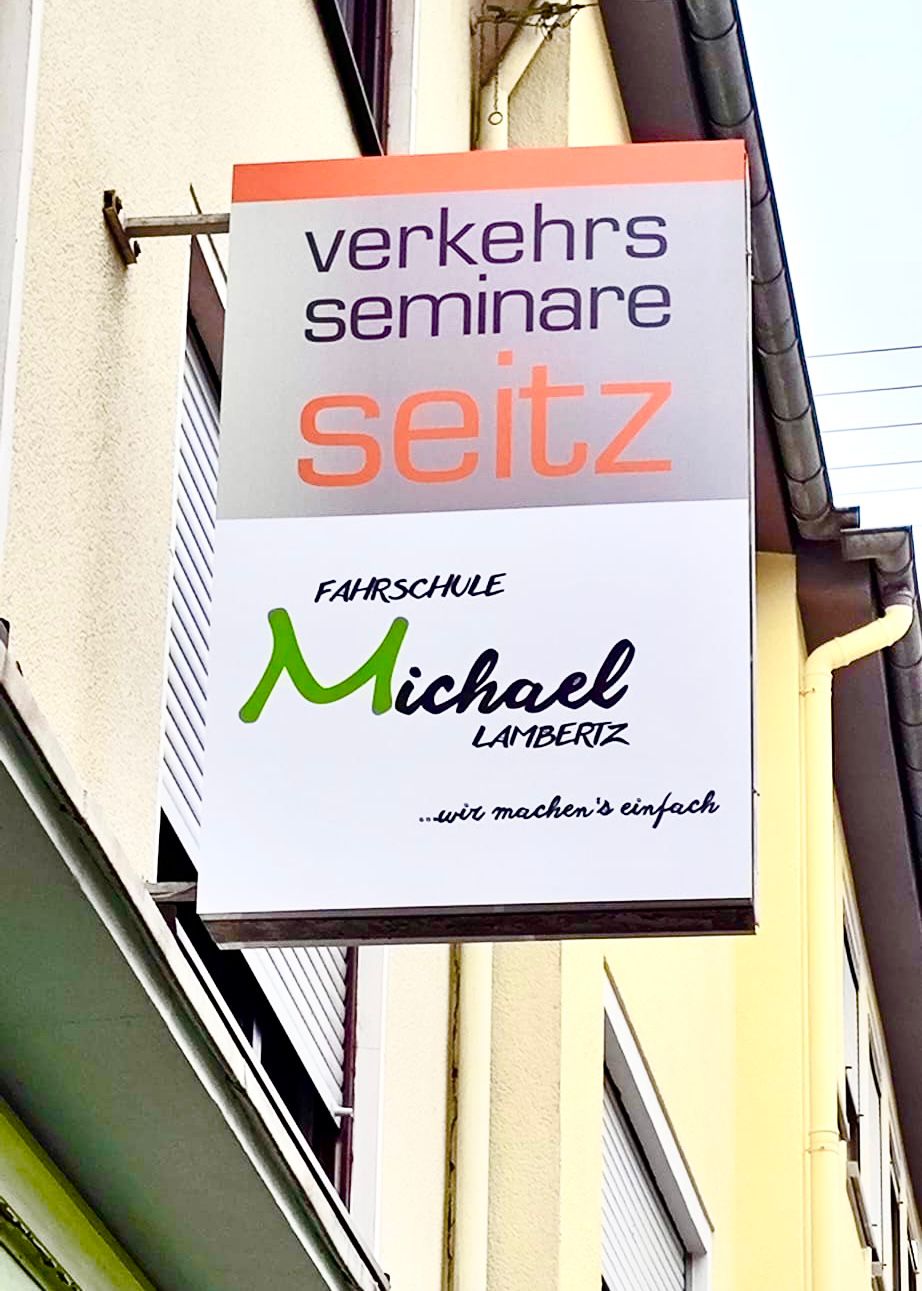 verkehrs
seminare
seitz
FAHRSCHULE
Michael
LAMBERTZ
...wir machen's einfach